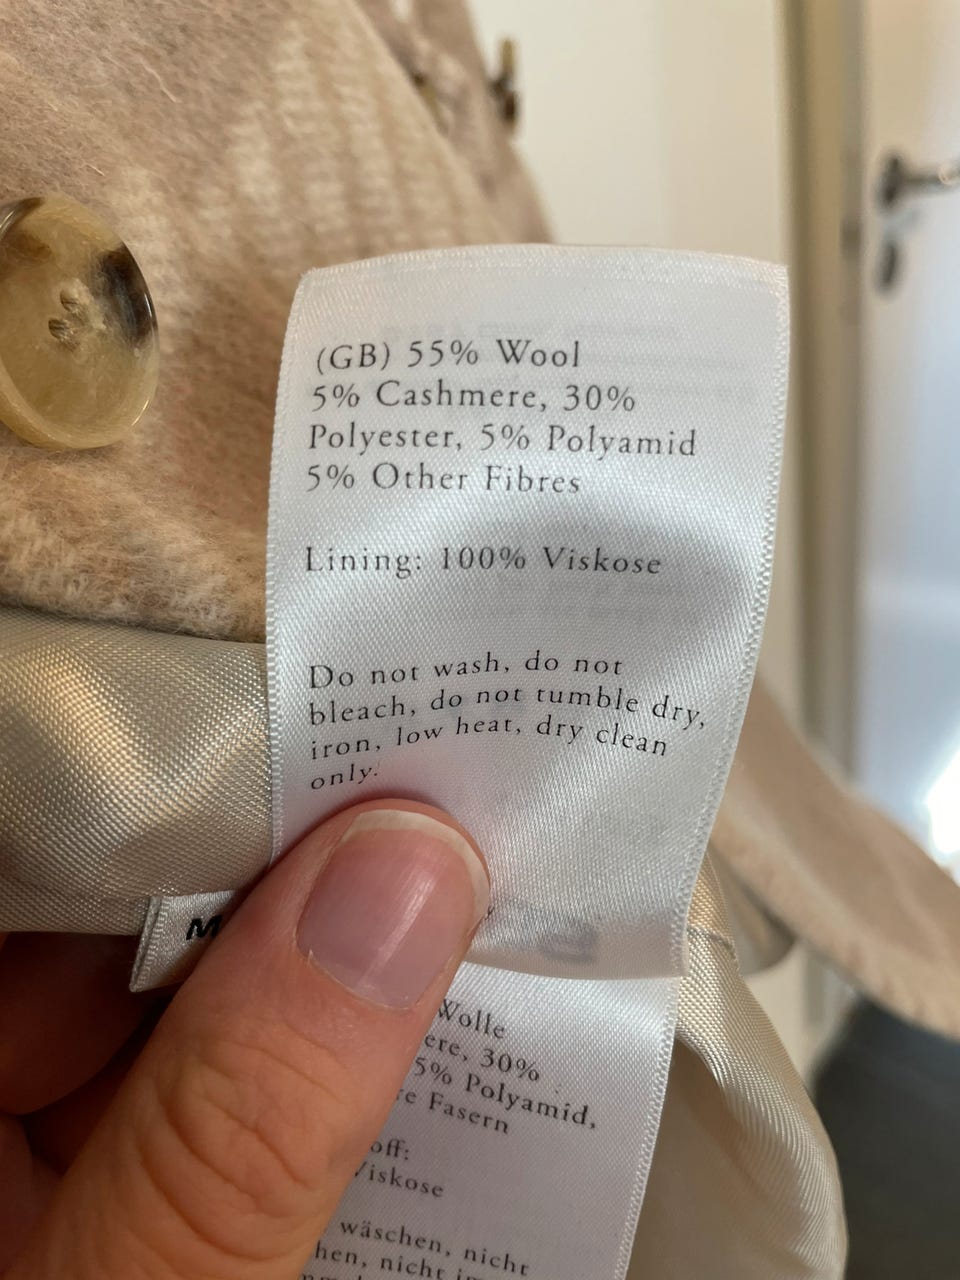 (GB) 55% Wool
5% Cashmere, 30%
Polyester, 5% Polyamid
5% Other Fibres
Lining: 100% Viskose
Do not wash, do not
bleach, do not tumble dry,
iron, low heat, dry clean
only.
M
Wolle
30%
5% Polyamid,
Fasern
Viskose
wäschen, nicht
nicht